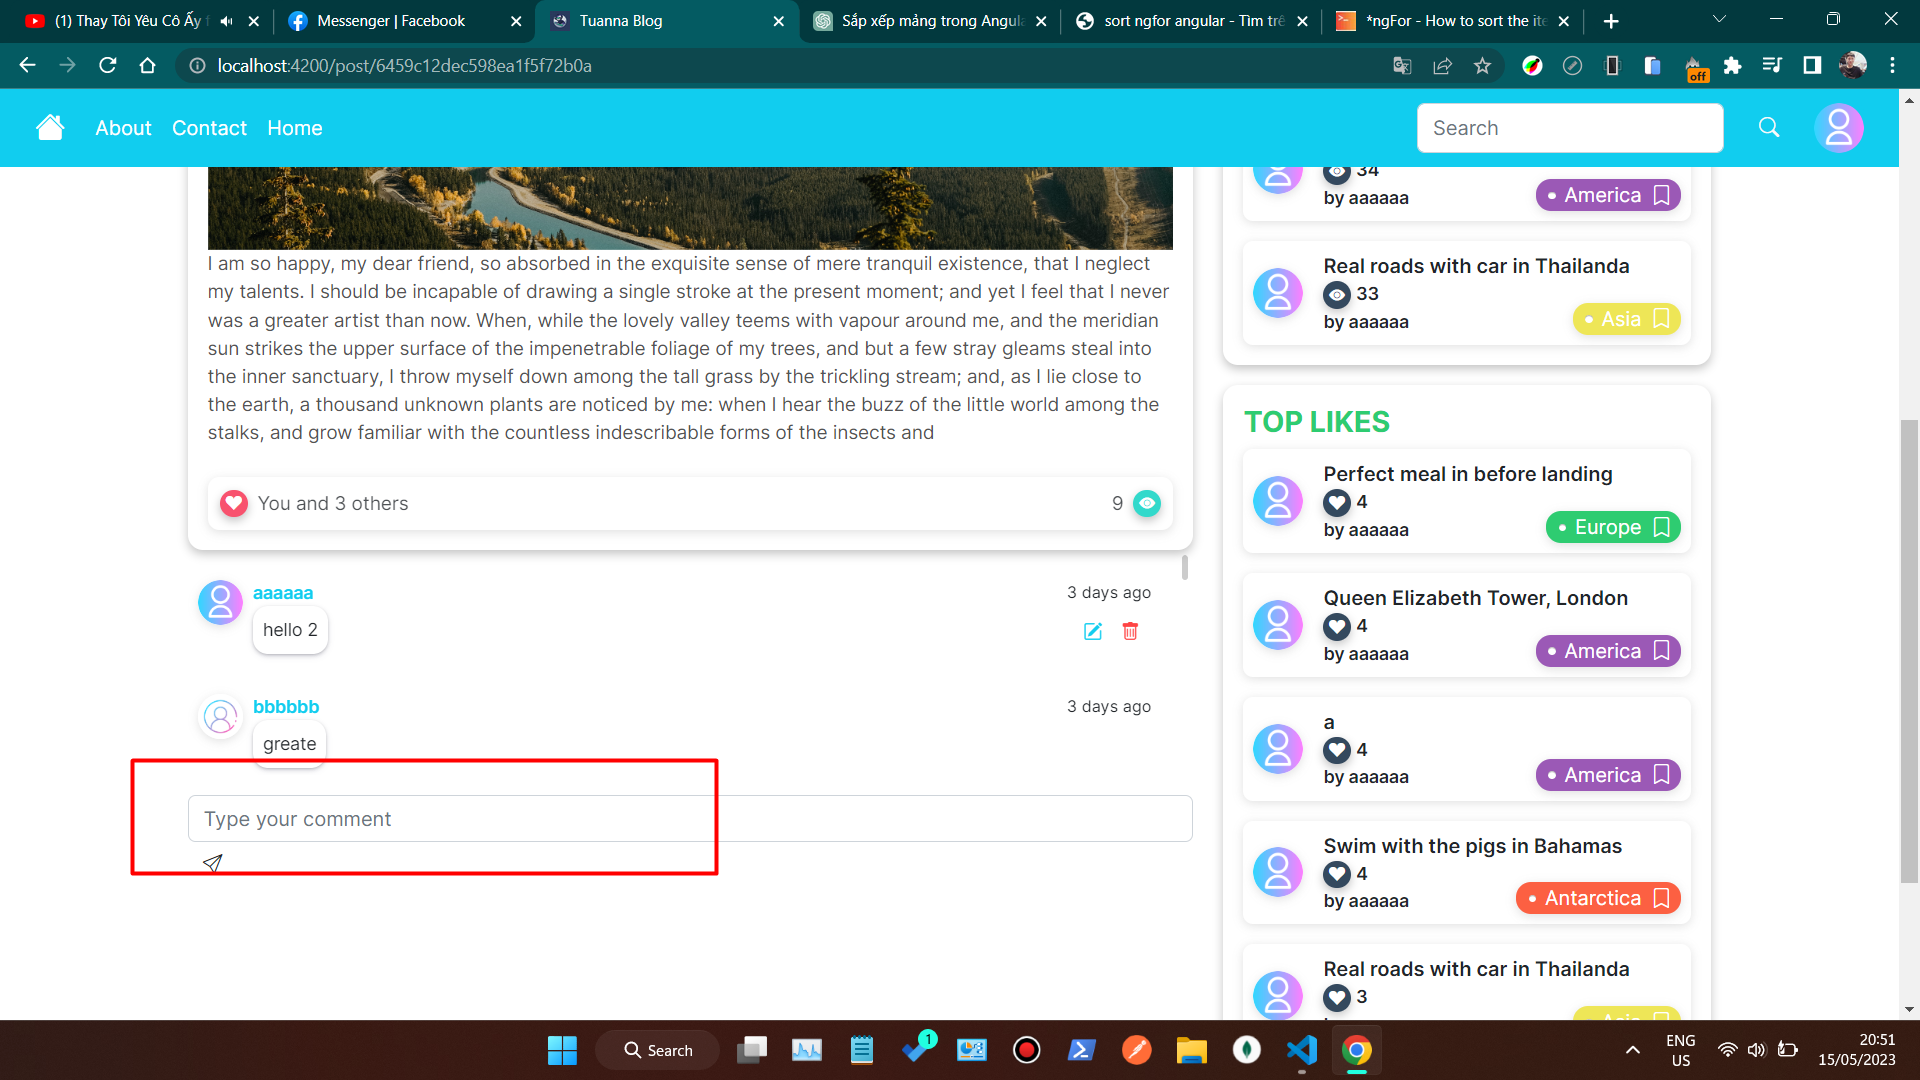 (1) Thay Tôi Yêu Cô Ấy
Messenger | Facebook
Tuanna Blog
Sắp xếp mảng trong Angula
sort ngfor angular - Tìm trê
*ngFor - How to sort the ite
localhost:4200/post/6459c12dec598ea1f5f72b0a
off
About
Contact
Home
Search
34
by aaaaaa
America
Real roads with car in Thailanda
33
by aaaaaa
Asia
I am so happy, my dear friend, so absorbed in the exquisite sense of mere tranquil existence, that I neglect
my talents. I should be incapable of drawing a single stroke at the present moment; and yet I feel that I never
was a greater artist than now. When, while the lovely valley teems with vapour around me, and the meridian
sun strikes the upper surface of the impenetrable foliage of my trees, and but a few stray gleams steal into
the inner sanctuary, I throw myself down among the tall grass by the trickling stream; and, as I lie close to
the earth, a thousand unknown plants are noticed by me: when I hear the buzz of the little world among the
stalks, and grow familiar with the countless indescribable forms of the insects and
You and 3 others
9
aaaaaa
3 days ago
hello 2
bbbbbb
3 days ago
greate
Type your comment
TOP LIKES
Perfect meal in before landing
4
by aaaaaa
Europe
Queen Elizabeth Tower, London
4
by aaaaaa
America
a
4
by aaaaaa
America
Swim with the pigs in Bahamas
4
by aaaaaa
Antarctica
Real roads with car in Thailanda
3
Asia
Search
1
ENG
US
20:51
15/05/2023